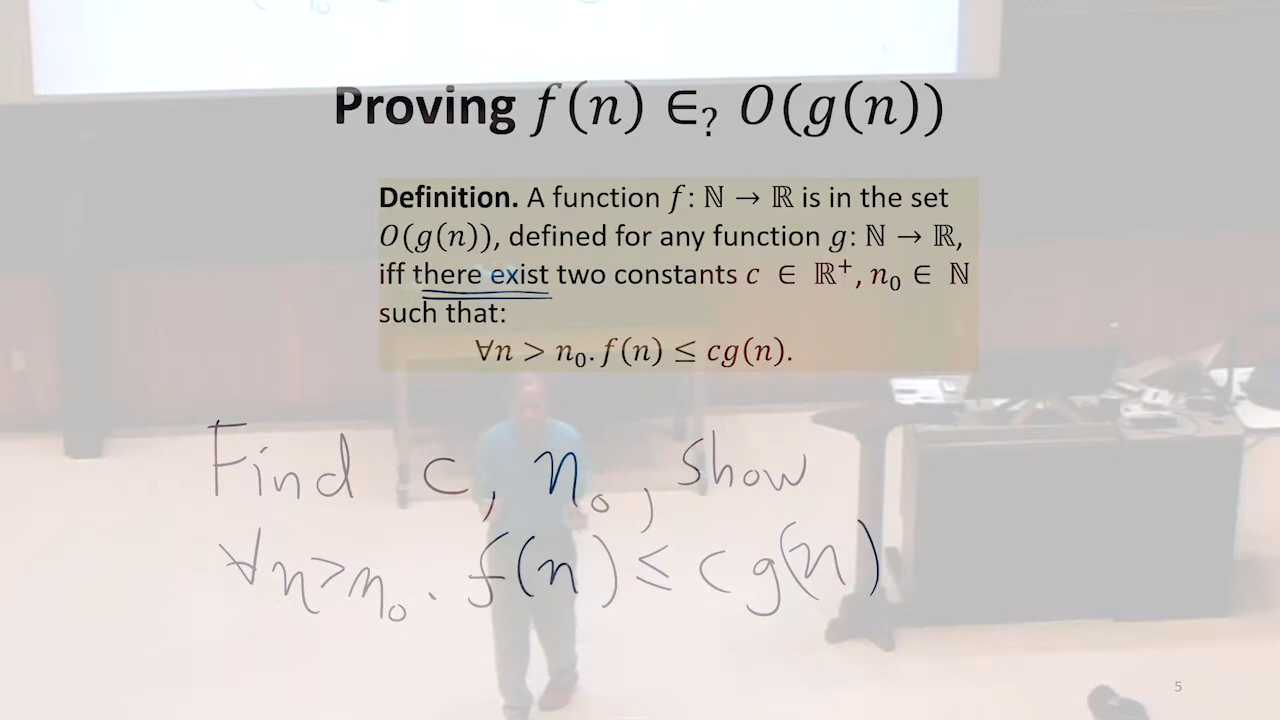 Proving f(n) ∈? O(g(n))
Definition. A function f: ℕ → ℝ is in the set
O(g(n)), defined for any function g: ℕ → ℝ,
iff there exist two constants c ∈ ℝ⁺, n₀ ∈ ℕ
such that:
∀n > n₀. f(n) ≤ cg(n).
Find c, n₀, show
∀n>n₀. f(n) ≤ cg(n)
5